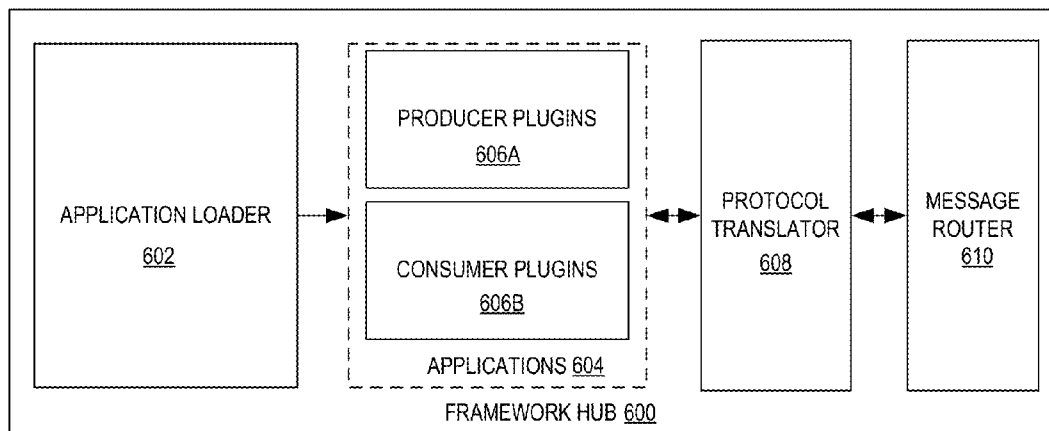 APPLICATION LOADER
602
PRODUCER PLUGINS
606A
CONSUMER PLUGINS
606B
APPLICATIONS 604
PROTOCOL
TRANSLATOR
608
MESSAGE
ROUTER
610
FRAMEWORK HUB 600